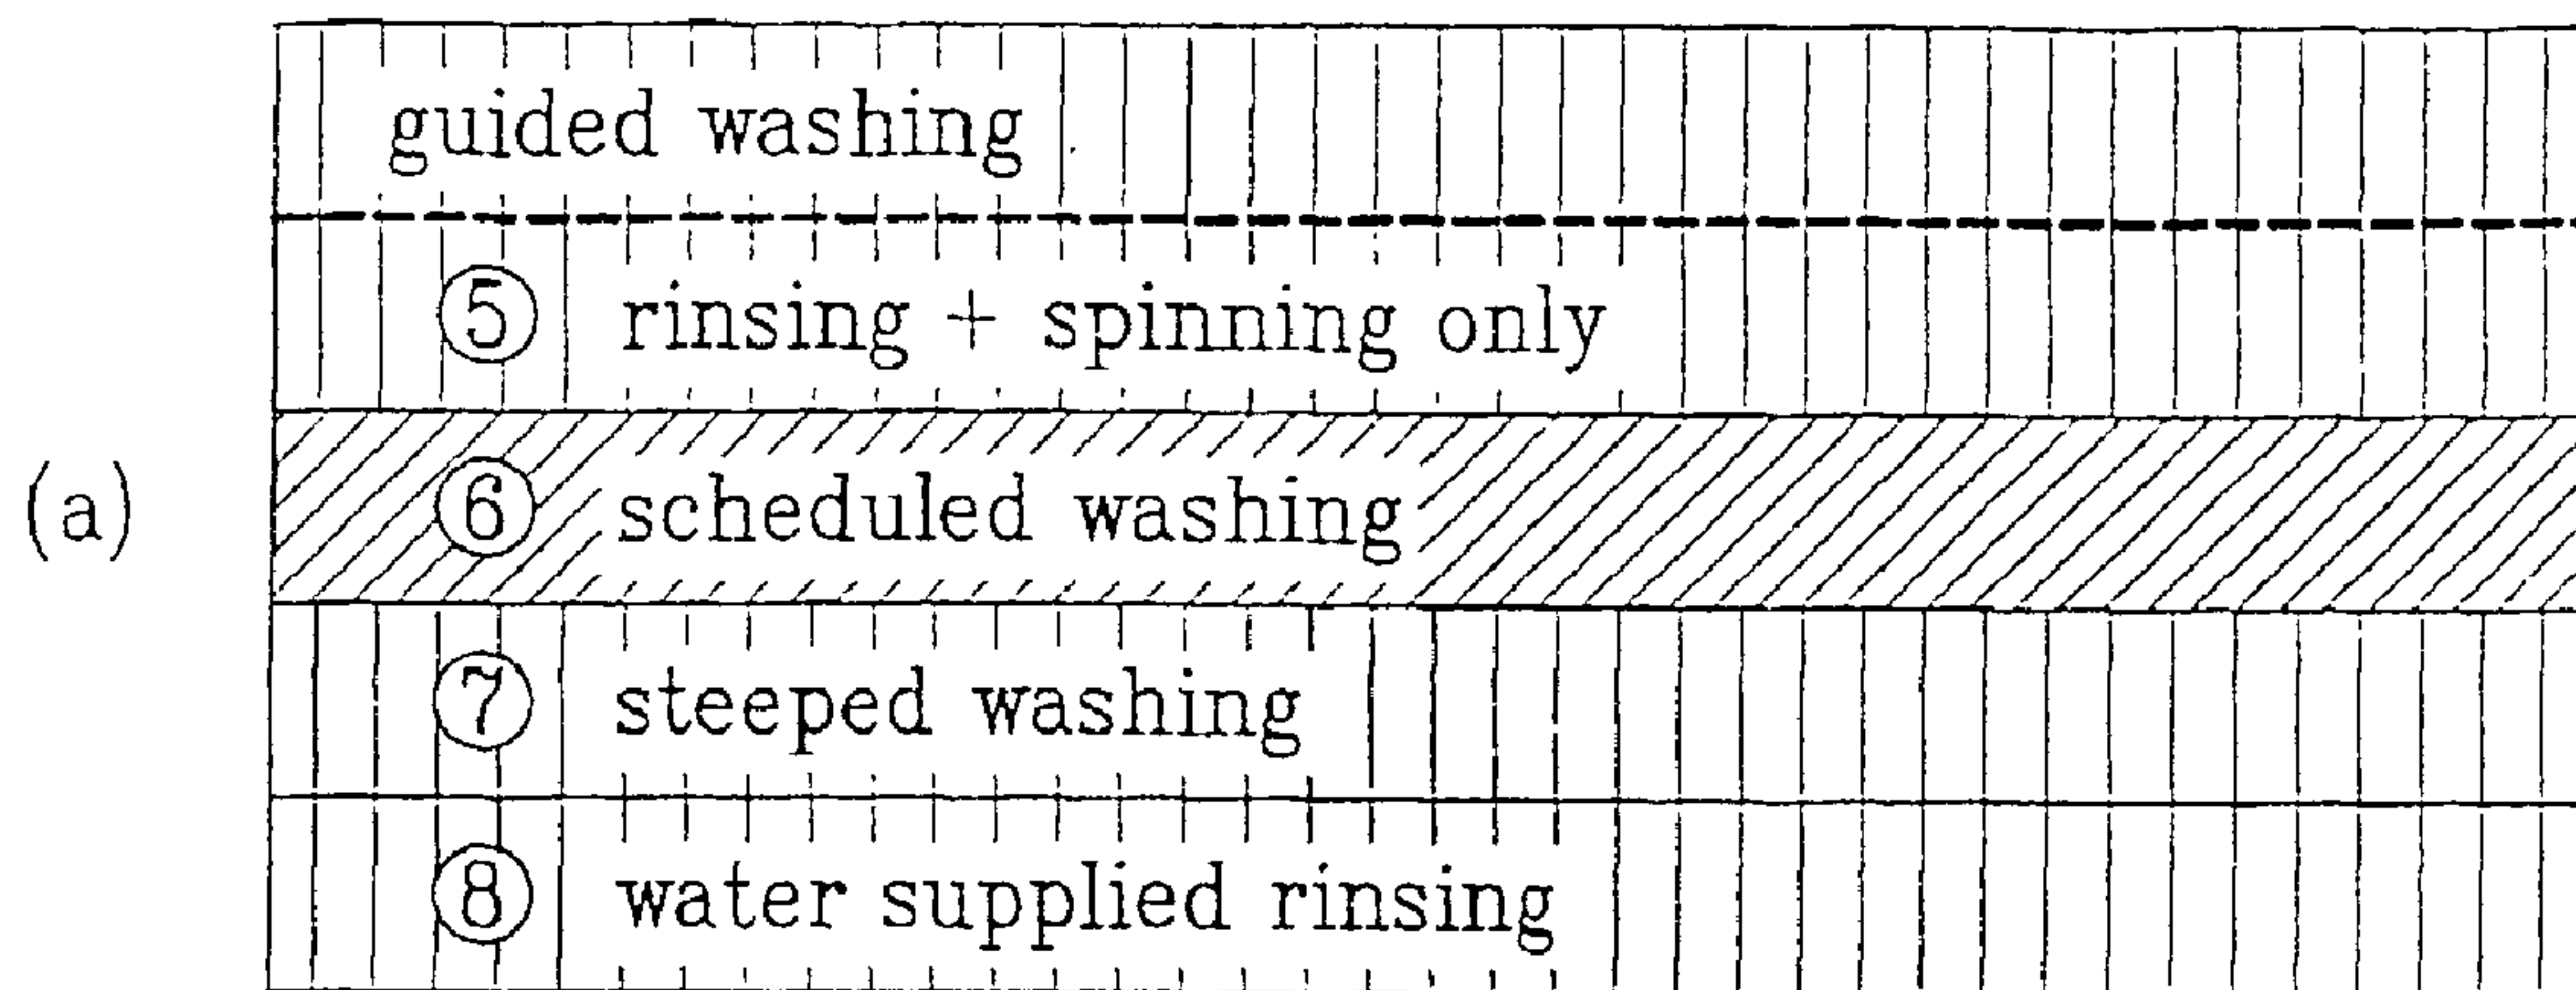 guided washing
⑤ rinsing + spinning only
(a) ⑥ scheduled washing
⑦ steeped washing
⑧ water supplied rinsing